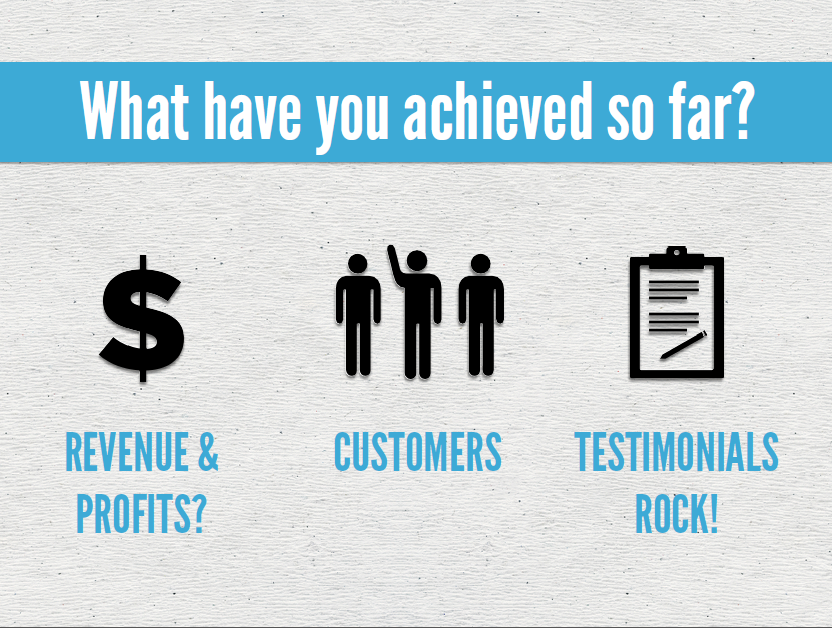 What have you achieved so far?
REVENUE &
PROFITS?
CUSTOMERS
TESTIMONIALS
ROCK!